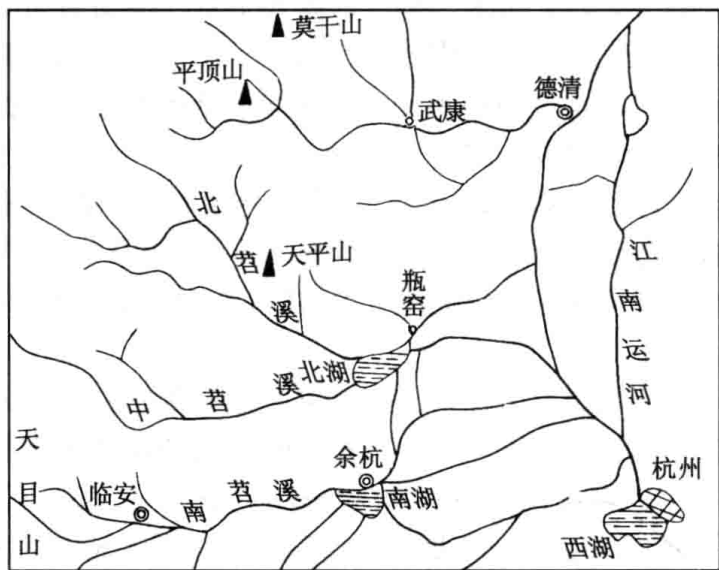 莫干山
平顶山
德清
武康
北苕溪
天平山
瓶窑
江南运河
北湖
中苕溪
天目山
余杭
杭州
临安
南苕溪
南湖
西湖